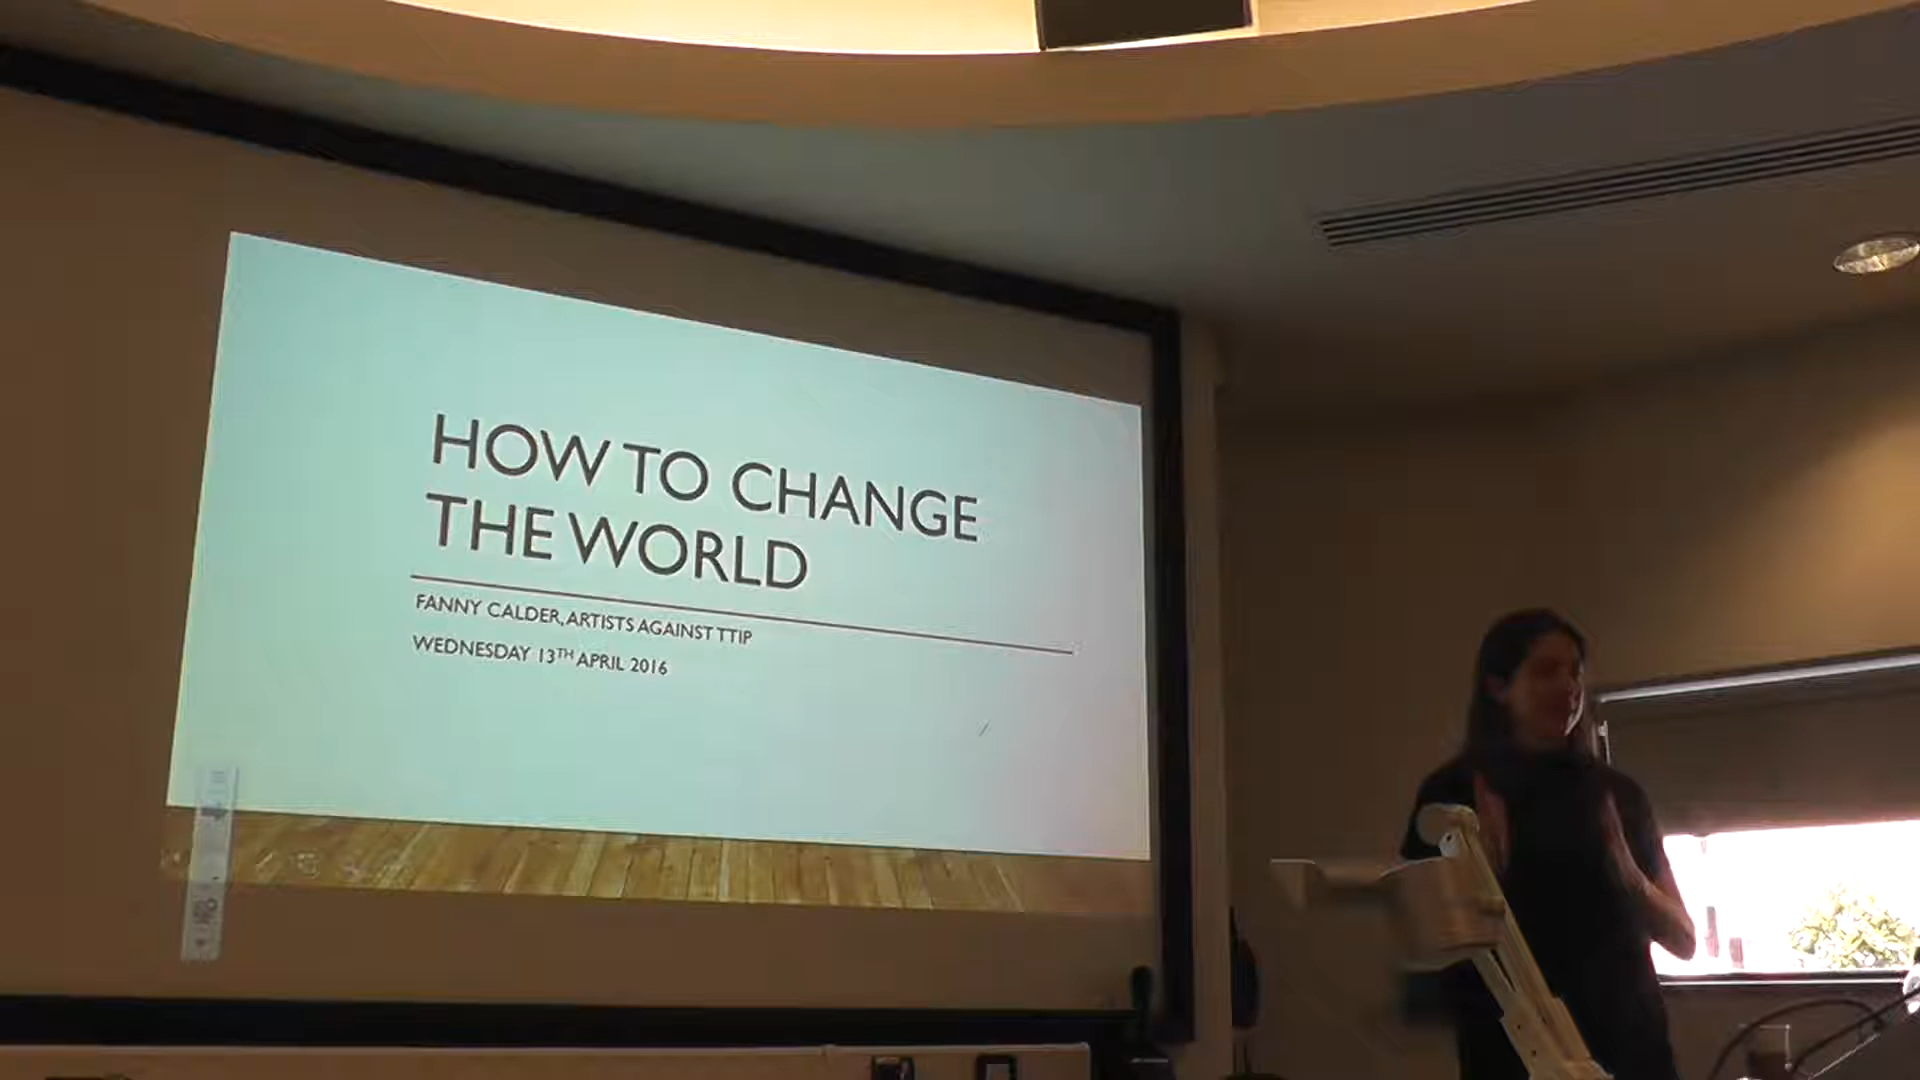 HOW TO CHANGE
THE WORLD
FANNY CALDER, ARTISTS AGAINST TTIP
WEDNESDAY 13TH APRIL 2016